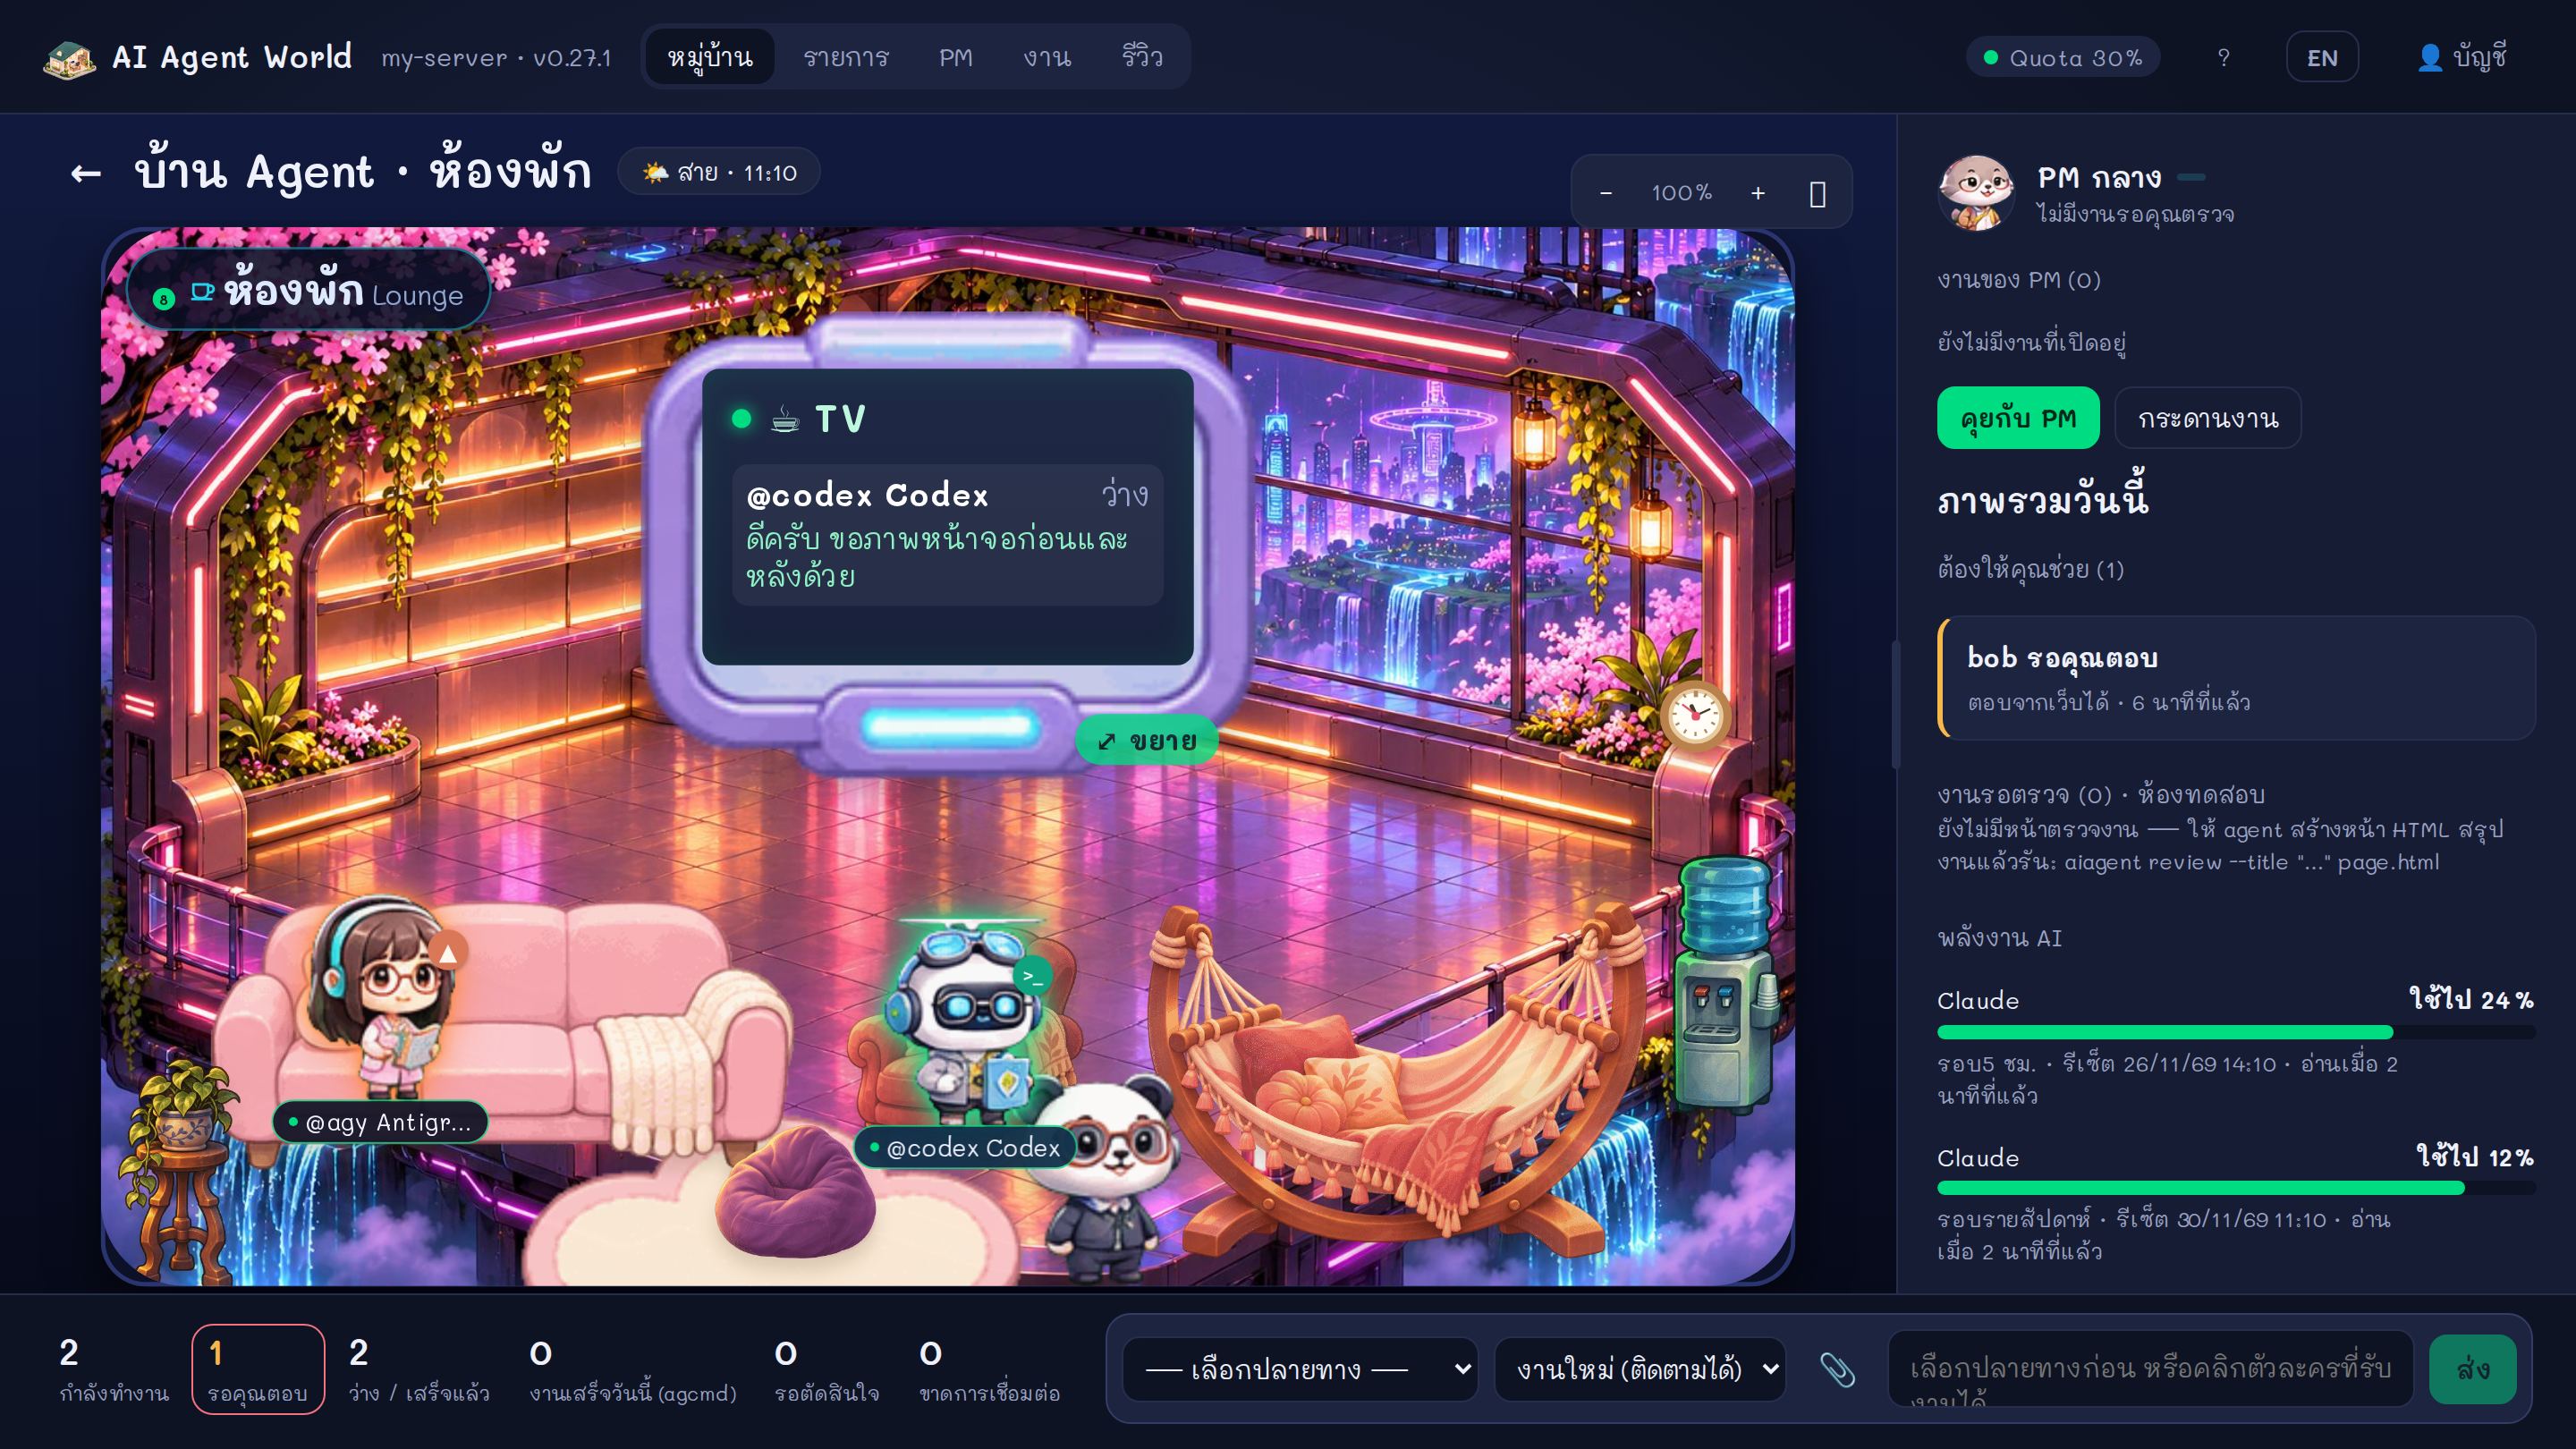 AI Agent World
my-server · v0.27.1
หมู่บ้าน
รายการ
PM
งาน
รีวิว
Quota 30%
?
EN
บัญชี
← บ้าน Agent · ห้องพัก
สาย · 11:10
− 100% +
8 ห้องพัก Lounge
TV
@codex Codex ว่าง
ดีครับ ขอภาพหน้าจอก่อนและ
หลังด้วย
⤢ ขยาย
@agy Antigr...
>_
@codex Codex
PM กลาง
ไม่มีงานรอคุณตรวจ
งานของ PM (0)
ยังไม่มีงานที่เปิดอยู่
คุยกับ PM
กระดานงาน
ภาพรวมวันนี้
ต้องให้คุณช่วย (1)
bob รอคุณตอบ
ตอบจากเว็บได้ · 6 นาทีที่แล้ว
งานรอตรวจ (0) · ห้องทดสอบ
ยังไม่มีหน้าตรวจงาน — ให้ agent สร้างหน้า HTML สรุป
งานแล้วรัน: aiagent review --title "..." page.html
พลังงาน AI
Claude ใช้ไป 24%
รอบ5 ชม. · รีเซ็ต 26/11/69 14:10 · อ่านเมื่อ 2
นาทีที่แล้ว
Claude ใช้ไป 12%
รอบรายสัปดาห์ · รีเซ็ต 30/11/69 11:10 · อ่าน
เมื่อ 2 นาทีที่แล้ว
2
กำลังทำงาน
1
รอคุณตอบ
2
ว่าง / เสร็จแล้ว
0
งานเสร็จวันนี้ (agcmd)
0
รอตัดสินใจ
0
ขาดการเชื่อมต่อ
— เลือกปลายทาง —
งานใหม่ (ติดตามได้)
เลือกปลายทางก่อน หรือคลิกตัวละครที่รับ
งานได้
ส่ง